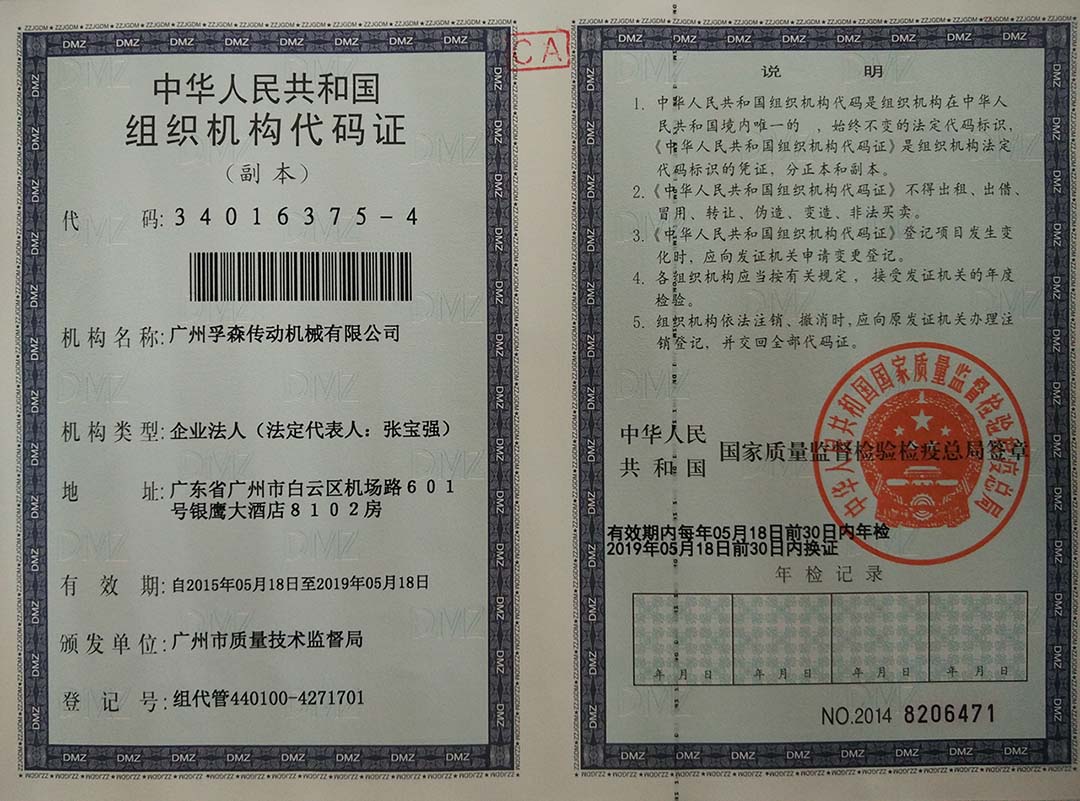 中华人民共和国
组织机构代码证
（副本）
代 码: 34016375-4
机构名称: 广州孚森传动机械有限公司
机构类型: 企业法人（法定代表人：张宝强）
地 址: 广东省广州市白云区机场路601
号银鹰大酒店8102房
有 效 期: 自2015年05月18日至2019年05月18日
颁发单位: 广州市质量技术监督局
登 记 号: 组代管440100-4271701
CA
说 明
1. 中华人民共和国组织机构代码是组织机构在中华人
民共和国境内唯一的 ，始终不变的法定代码标识，
《中华人民共和国组织机构代码证》是组织机构法定
代码标识的凭证，分正本和副本。
2.《中华人民共和国组织机构代码证》不得出租、出借、
冒用、转让、伪造、变造、非法买卖。
3.《中华人民共和国组织机构代码证》登记项目发生变
化时，应向发证机关申请变更登记。
4. 各组织机构应当按有关规定，接受发证机关的年度
检验。
5. 组织机构依法注销、撤消时，应向原发证机关办理注
销登记，并交回全部代码证。
中华人民
共和国
国家质量监督检验检疫总局签章
中华人民共和国国家质量监督检验检疫总局
有效期内每年05月18日前30日内年检
2019年05月18日前30日内换证
年检记录
年 月 日 年 月 日 年 月 日 年 月 日
NO.2014 8206471